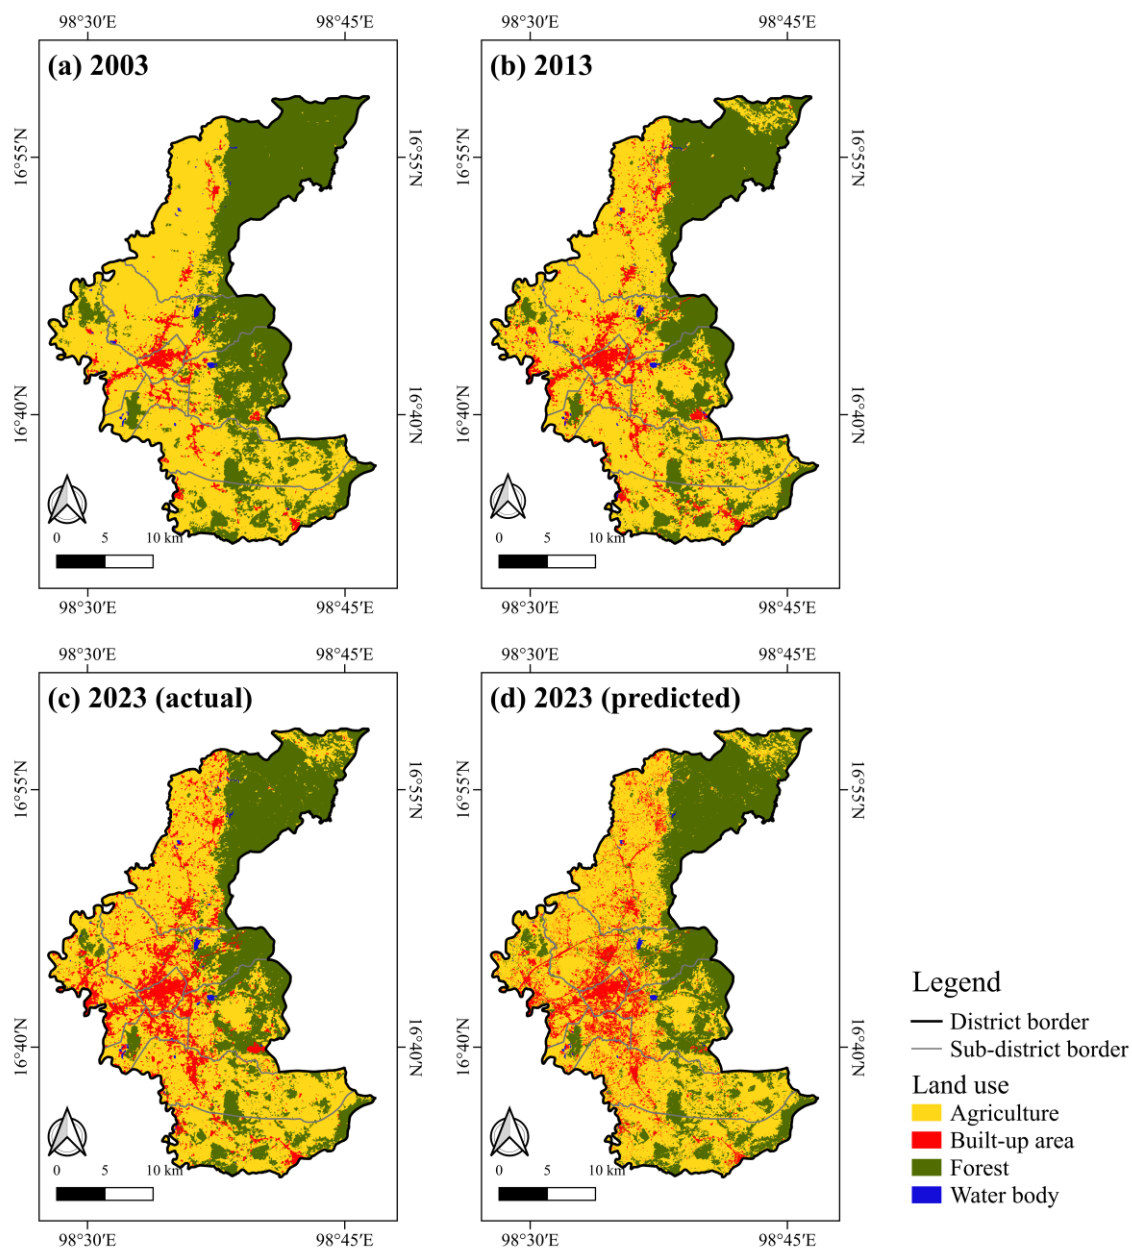 98°30′E 98°45′E 98°30′E 98°45′E
(a) 2003 (b) 2013
16°55′N 16°55′N 16°55′N 16°55′N
16°40′N 16°40′N 16°40′N 16°40′N
0 5 10 km 0 5 10 km
98°30′E 98°45′E 98°30′E 98°45′E
98°30′E 98°45′E 98°30′E 98°45′E
(c) 2023 (actual) (d) 2023 (predicted)
16°55′N 16°55′N 16°55′N 16°55′N
16°40′N 16°40′N 16°40′N 16°40′N
0 5 10 km 0 5 10 km
98°30′E 98°45′E 98°30′E 98°45′E
Legend
District border
Sub-district border
Land use
Agriculture
Built-up area
Forest
Water body